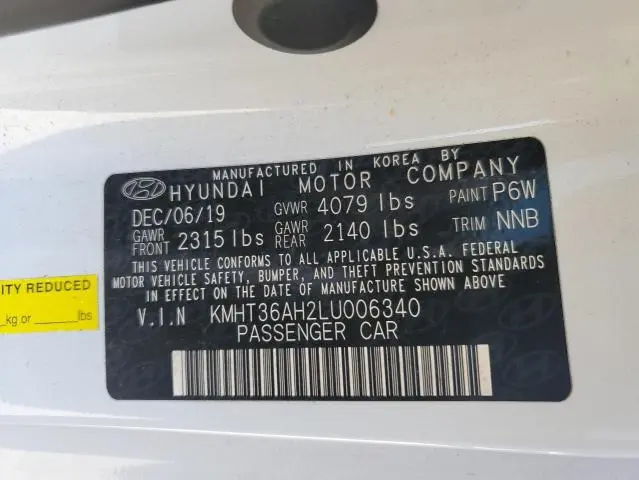 MANUFACTURED IN KOREA BY
HYUNDAI MOTOR COMPANY
DEC/06/19 GVWR 4079 lbs PAINT P6W
GAWR FRONT 2315 lbs GAWR REAR 2140 lbs TRIM NNB
THIS VEHICLE CONFORMS TO ALL APPLICABLE U.S.A. FEDERAL
MOTOR VEHICLE SAFETY, BUMPER, AND THEFT PREVENTION STANDARDS
IN EFFECT ON THE DATE OF MANUFACTURE SHOWN ABOVE
V.I.N KMHT36AH2LU006340
PASSENGER CAR
ITY REDUCED
kg or ______ lbs